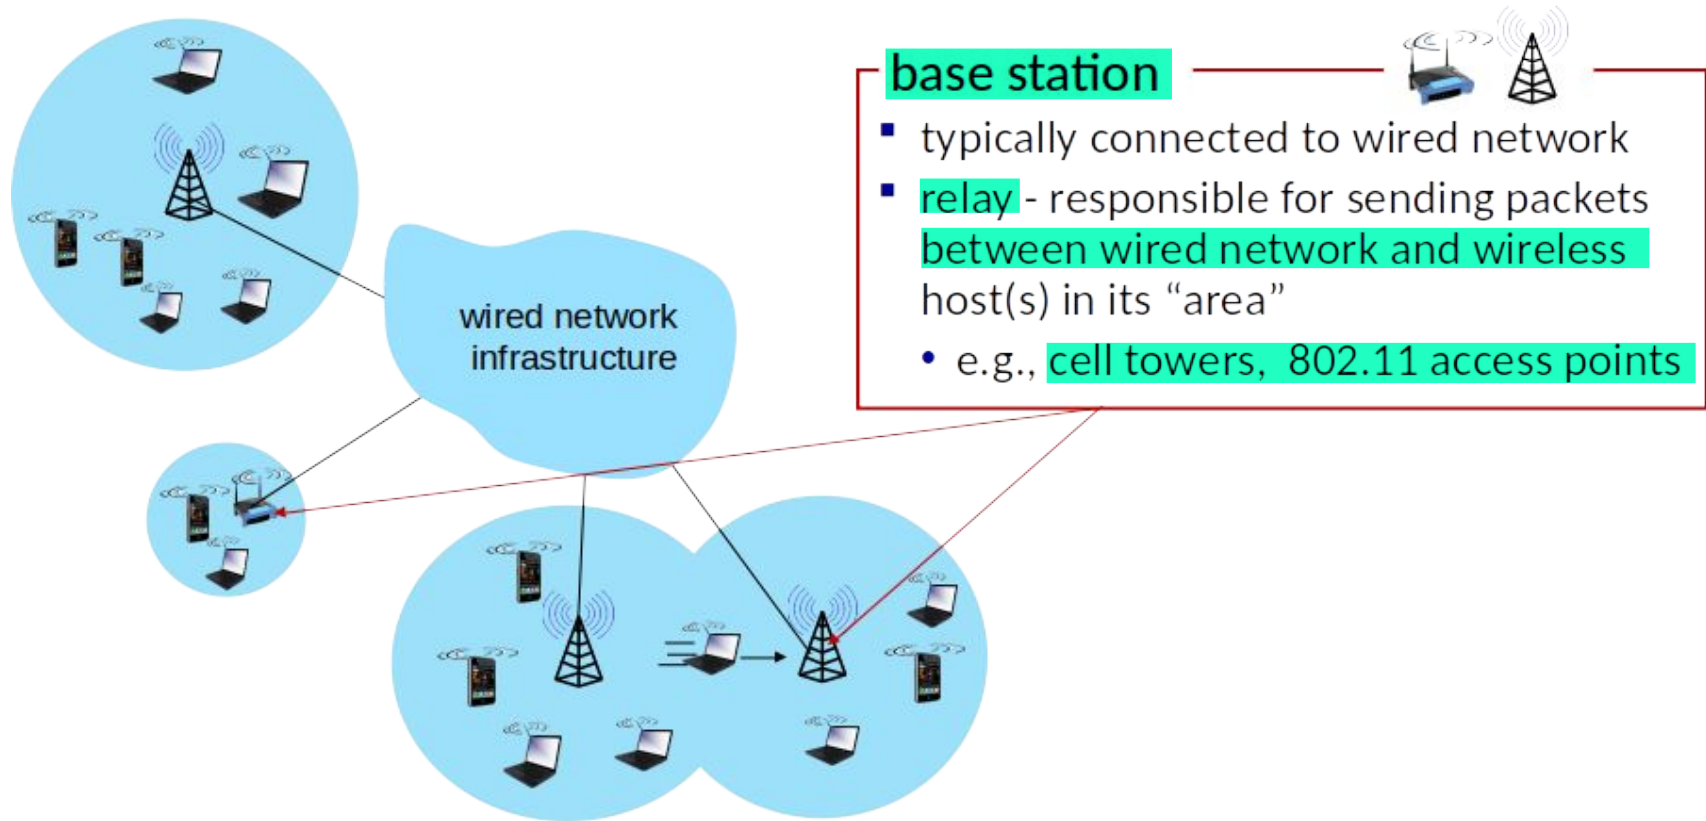 base station
typically connected to wired network
relay - responsible for sending packets
between wired network and wireless
host(s) in its “area”
e.g., cell towers, 802.11 access points
wired network
infrastructure